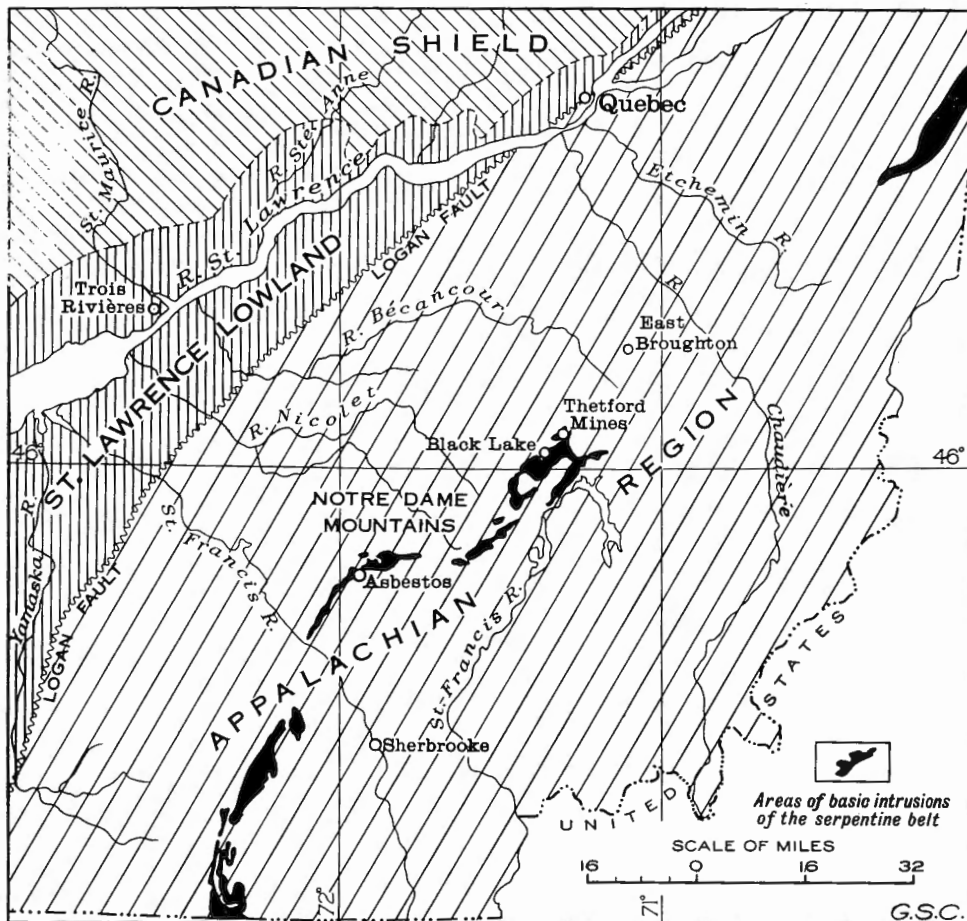 CANADIAN SHIELD
Quebec
St. Maurice R.
R. Ste. Anne
R. St. Lawrence
Etchemin R.
ST. LAWRENCE LOWLAND
LOGAN FAULT
Trois
Rivières
R. Bécancour
East
Broughton
R. Nicolet
Thetford
Mines
Black Lake
REGION
Chaudière
R.
46°
46°
NOTRE DAME
MOUNTAINS
St. Francis R.
Asbestos
Yamaska
R.
LOGAN FAULT
APPALACHIAN
St. Francis R.
UNITED STATES
Sherbrooke
Areas of basic intrusions
of the serpentine belt
SCALE OF MILES
16 0 16 32
72°
71°
G.S.C.